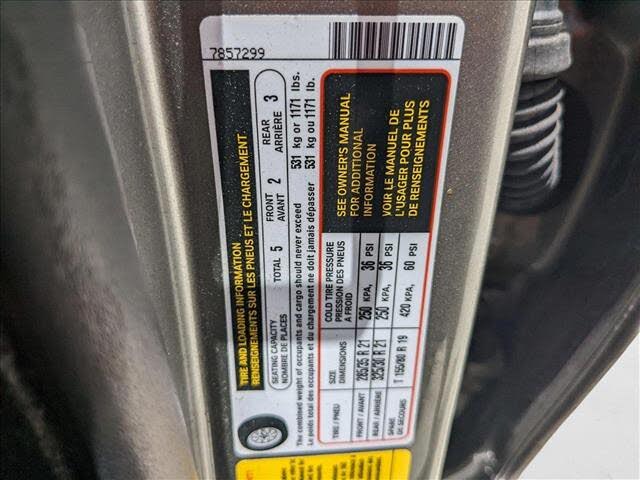 7857299
TIRE AND LOADING INFORMATION
RENSEIGNEMENTS SUR LES PNEUS ET LE CHARGEMENT
SEATING CAPACITY TOTAL 5 FRONT 2 REAR 3
NOMBRE DE PLACES AVANT ARRIÈRE
The combined weight of occupants and cargo should never exceed 531 kg or 1171 lbs.
Le poids total des occupants et du chargement ne doit jamais dépasser 531 kg ou 1171 lb.
TIRE / PNEU SIZE DIMENSIONS COLD TIRE PRESSURE PRESSION DES PNEUS A FROID
FRONT / AVANT 285/35 R 21 250 KPA, 36 PSI
REAR / ARRIÈRE 325/30 R 21 250 KPA, 36 PSI
SPARE DE SECOURS T 155/80 R 19 420 KPA, 60 PSI
SEE OWNER'S MANUAL
FOR ADDITIONAL
INFORMATION
VOIR LE MANUEL DE
L'USAGER POUR PLUS
DE RENSEIGNEMENTS